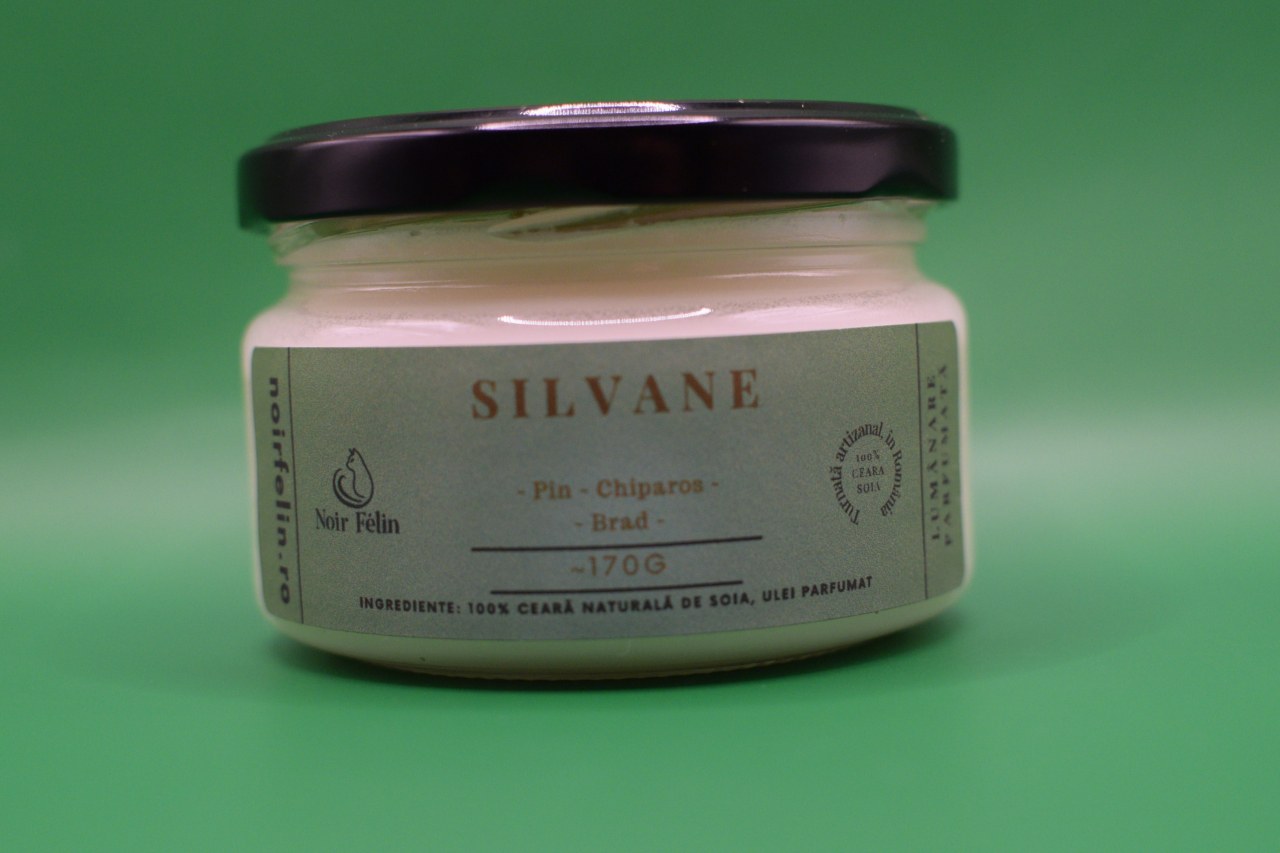 SILVANE
- Pin - Chiparos -
- Brad -
~170G
INGREDIENTE: 100% CEARĂ NATURALĂ DE SOIA, ULEI PARFUMAT
noirfelin.ro
Noir Félin
Turnată artizanal, în România
100%
CEARA
SOIA
LUMÂNARE
PARFUMATĂ